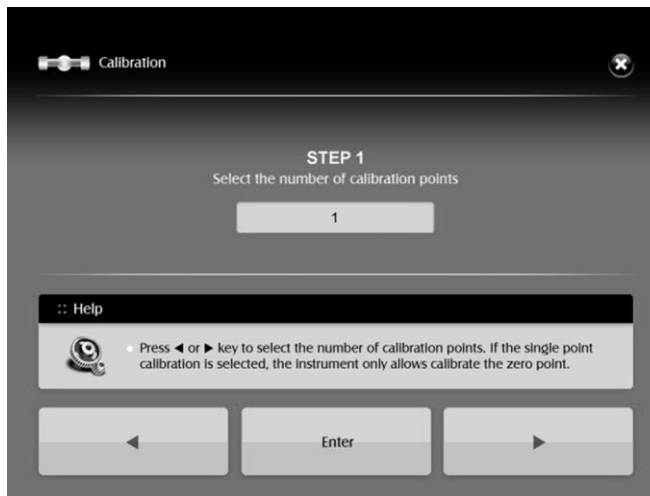 Calibration
STEP 1
Select the number of calibration points
1
:: Help
Press ◄ or ► key to select the number of calibration points. If the single point
calibration is selected, the instrument only allows calibrate the zero point.
◄ Enter ►